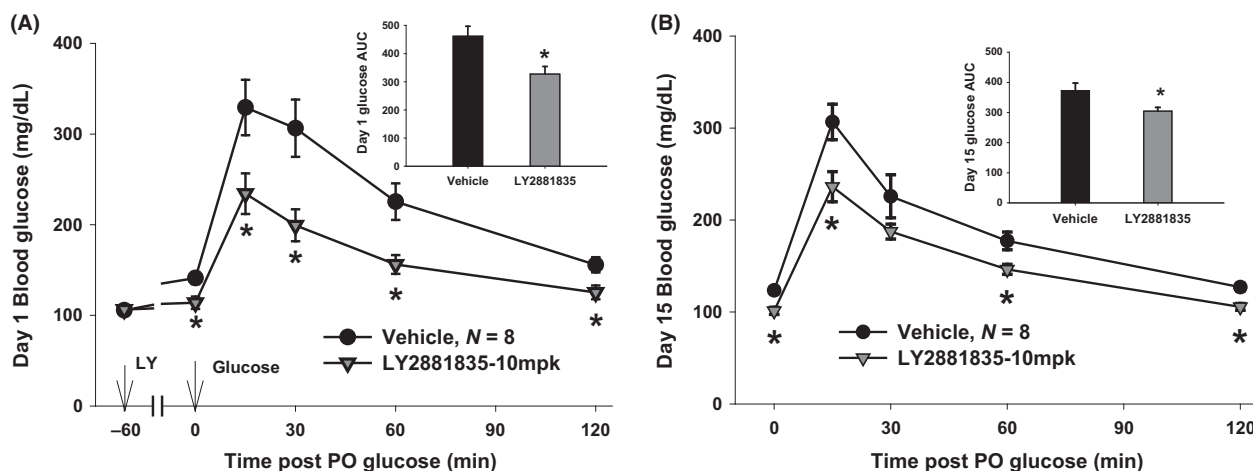 (A)
Day 1 Blood glucose (mg/dL)
400
300
200
100
0
Day 1 glucose AUC
500
400
300
200
100
0
*
Vehicle LY2881835
* * * * *
Vehicle, N = 8
LY2881835-10mpk
LY
Glucose
–60 0 30 60 90 120
Time post PO glucose (min)
(B)
Day 15 Blood glucose (mg/dL)
400
300
200
100
0
Day 15 glucose AUC
500
400
300
200
100
0
*
Vehicle LY2881835
* * * *
Vehicle, N = 8
LY2881835-10mpk
0 30 60 90 120
Time post PO glucose (min)